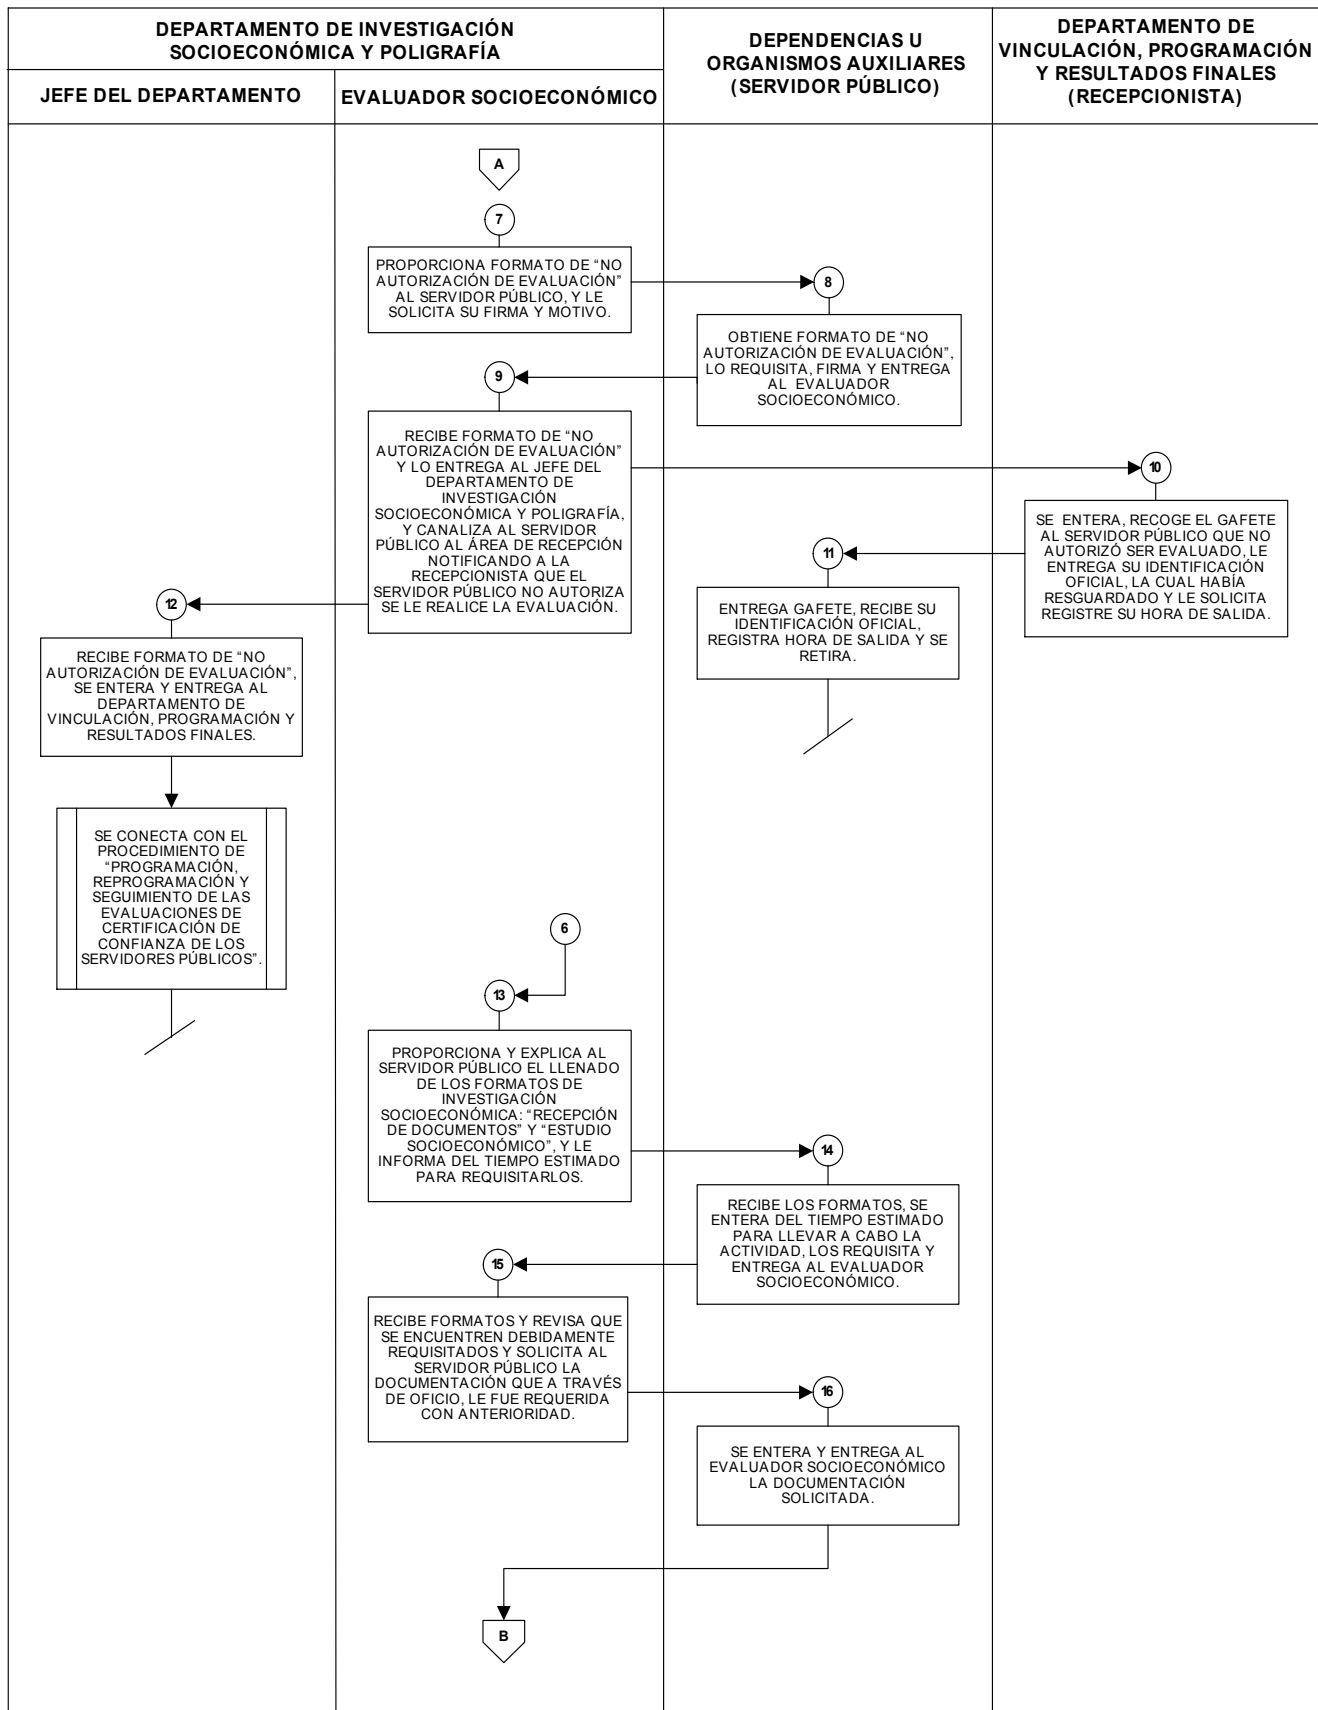 DEPARTAMENTO DE INVESTIGACIÓN
SOCIOECONÓMICA Y POLIGRAFÍA
JEFE DEL DEPARTAMENTO
EVALUADOR SOCIOECONÓMICO
DEPENDENCIAS U
ORGANISMOS AUXILIARES
(SERVIDOR PÚBLICO)
DEPARTAMENTO DE
VINCULACIÓN, PROGRAMACIÓN
Y RESULTADOS FINALES
(RECEPCIONISTA)
A
7
PROPORCIONA FORMATO DE “NO
AUTORIZACIÓN DE EVALUACIÓN”
AL SERVIDOR PÚBLICO, Y LE
SOLICITA SU FIRMA Y MOTIVO.
8
OBTIENE FORMATO DE “NO
AUTORIZACIÓN DE EVALUACIÓN”,
LO REQUISITA, FIRMA Y ENTREGA
AL EVALUADOR
SOCIOECONÓMICO.
9
RECIBE FORMATO DE “NO
AUTORIZACIÓN DE EVALUACIÓN”
Y LO ENTREGA AL JEFE DEL
DEPARTAMENTO DE
INVESTIGACIÓN
SOCIOECONÓMICA Y POLIGRAFÍA,
Y CANALIZA AL SERVIDOR
PÚBLICO AL ÁREA DE RECEPCIÓN
NOTIFICANDO A LA
RECEPCIONISTA QUE EL
SERVIDOR PÚBLICO NO AUTORIZA
SE LE REALICE LA EVALUACIÓN.
10
SE ENTERA, RECOGE EL GAFETE
AL SERVIDOR PÚBLICO QUE NO
AUTORIZÓ SER EVALUADO, LE
ENTREGA SU IDENTIFICACIÓN
OFICIAL, LA CUAL HABÍA
RESGUARDADO Y LE SOLICITA
REGISTRE SU HORA DE SALIDA.
11
ENTREGA GAFETE, RECIBE SU
IDENTIFICACIÓN OFICIAL,
REGISTRA HORA DE SALIDA Y SE
RETIRA.
12
RECIBE FORMATO DE “NO
AUTORIZACIÓN DE EVALUACIÓN”,
SE ENTERA Y ENTREGA AL
DEPARTAMENTO DE
VINCULACIÓN, PROGRAMACIÓN Y
RESULTADOS FINALES.
SE CONECTA CON EL
PROCEDIMIENTO DE
“PROGRAMACIÓN,
REPROGRAMACIÓN Y
SEGUIMIENTO DE LAS
EVALUACIONES DE
CERTIFICACIÓN DE
CONFIANZA DE LOS
SERVIDORES PÚBLICOS”.
6
13
PROPORCIONA Y EXPLICA AL
SERVIDOR PÚBLICO EL LLENADO
DE LOS FORMATOS DE
INVESTIGACIÓN
SOCIOECONÓMICA: “RECEPCIÓN
DE DOCUMENTOS” Y “ESTUDIO
SOCIOECONÓMICO”, Y LE
INFORMA DEL TIEMPO ESTIMADO
PARA REQUISITARLOS.
14
RECIBE LOS FORMATOS, SE
ENTERA DEL TIEMPO ESTIMADO
PARA LLEVAR A CABO LA
ACTIVIDAD, LOS REQUISITA Y
ENTREGA AL EVALUADOR
SOCIOECONÓMICO.
15
RECIBE FORMATOS Y REVISA QUE
SE ENCUENTREN DEBIDAMENTE
REQUISITADOS Y SOLICITA AL
SERVIDOR PÚBLICO LA
DOCUMENTACIÓN QUE A TRAVÉS
DE OFICIO, LE FUE REQUERIDA
CON ANTERIORIDAD.
16
SE ENTERA Y ENTREGA AL
EVALUADOR SOCIOECONÓMICO
LA DOCUMENTACIÓN
SOLICITADA.
B